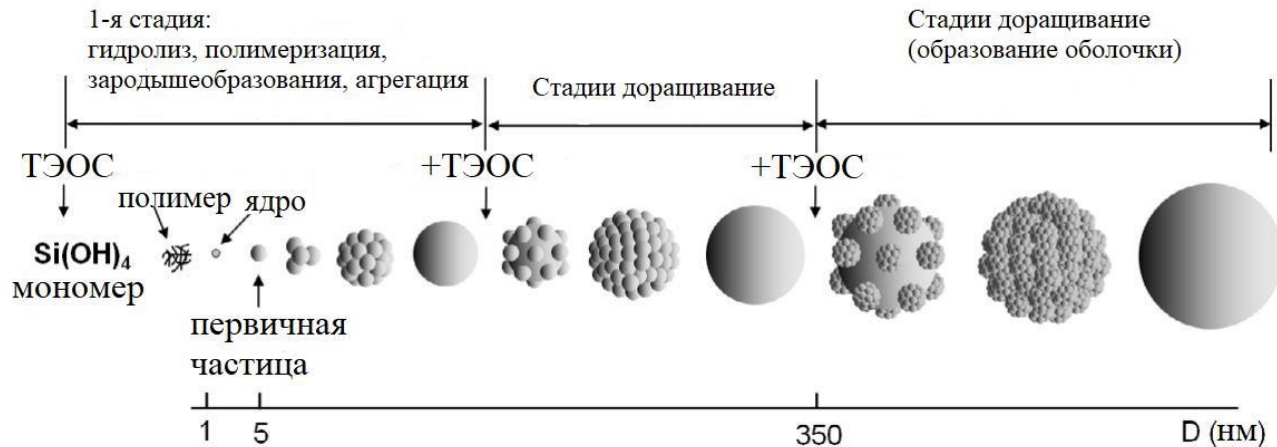 1-я стадия:
гидролиз, полимеризация,
зародышеобразования, агрегация
Стадии доращивание
Стадии доращивание
(образование оболочки)
ТЭОС
+ТЭОС
+ТЭОС
полимер
ядро
Si(OH)4
мономер
первичная
частица
1 5 350 D (нм)